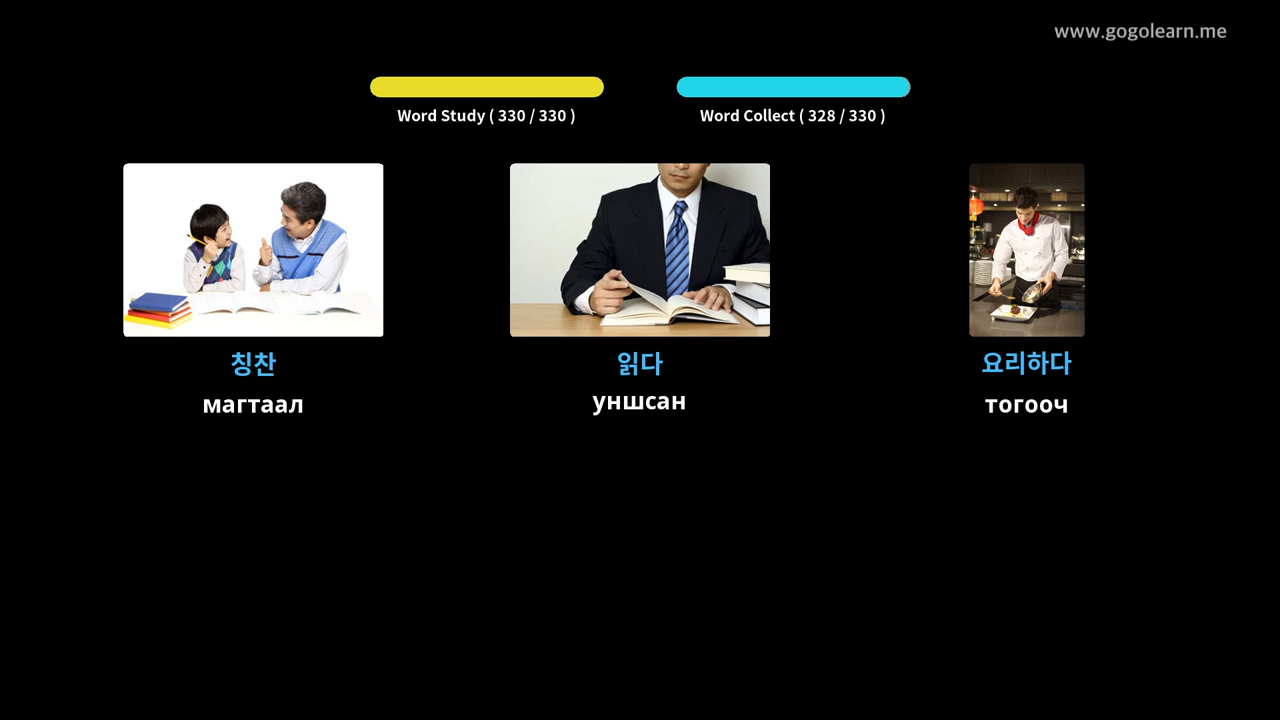 www.gogolearn.me
Word Study ( 330 / 330 )
Word Collect ( 328 / 330 )
칭찬
읽다
요리하다
магтаал
уншсан
тогооч